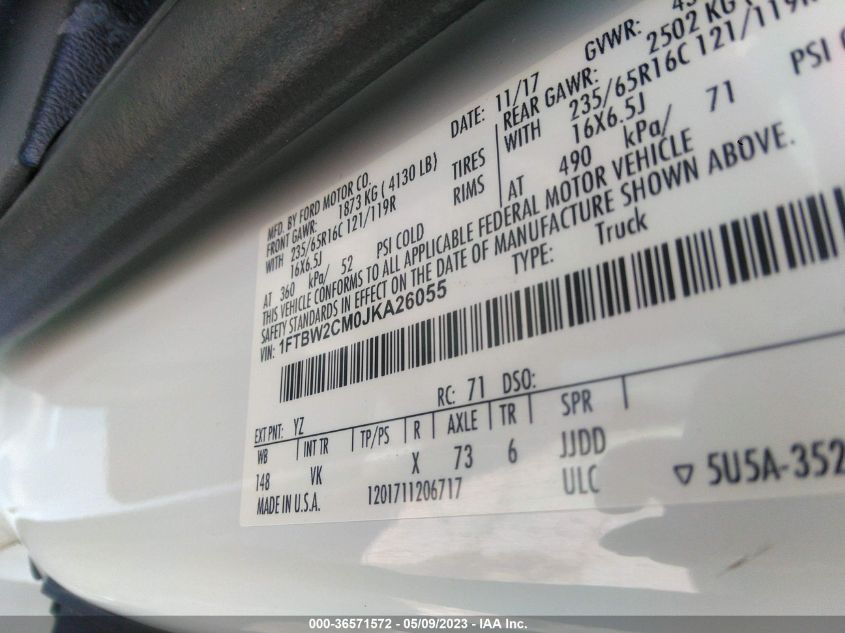 MFD. BY FORD MOTOR CO.
DATE: 11/17
GVWR:
FRONT GAWR: 1873 KG ( 4130 LB)
REAR GAWR: 2502 KG (
WITH 235/65R16C 121/119R TIRES
WITH 235/65R16C 121/119R
16X6.5J RIMS
16X6.5J
AT 360 kPa/ 52 PSI COLD
AT 490 kPa/ 71 PSI
THIS VEHICLE CONFORMS TO ALL APPLICABLE FEDERAL MOTOR VEHICLE
SAFETY STANDARDS IN EFFECT ON THE DATE OF MANUFACTURE SHOWN ABOVE.
VIN: 1FTBW2CM0JKA26055
TYPE: Truck
EXT PNT: YZ RC: 71 DSO:
WB INT TR TP/PS R AXLE TR SPR
148 VK X 73 6 JJDD
MADE IN U.S.A. 1201711206717 ULC
▽ 5U5A-352
000-36571572 - 05/09/2023 - IAA Inc.